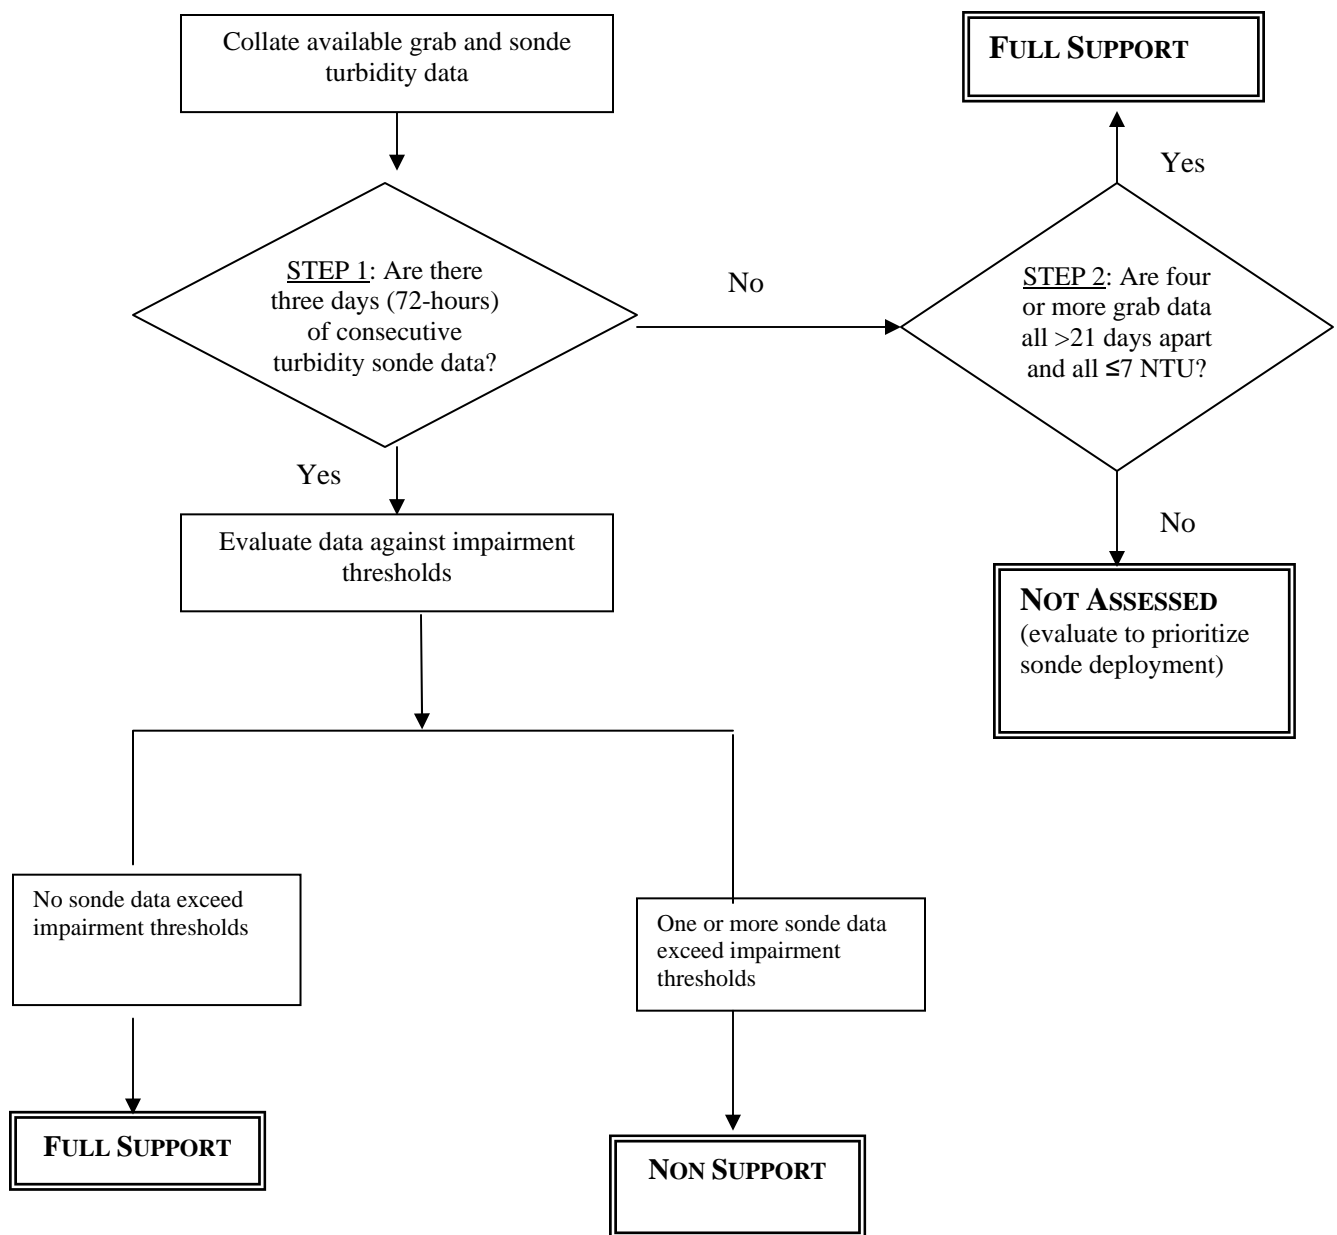 Collate available grab and sonde
turbidity data
FULL SUPPORT
Yes
STEP 1: Are there
three days (72-hours)
of consecutive
turbidity sonde data?
No
STEP 2: Are four
or more grab data
all >21 days apart
and all ≤7 NTU?
Yes
No
Evaluate data against impairment
thresholds
NOT ASSESSED
(evaluate to prioritize
sonde deployment)
No sonde data exceed
impairment thresholds
One or more sonde data
exceed impairment
thresholds
FULL SUPPORT
NON SUPPORT